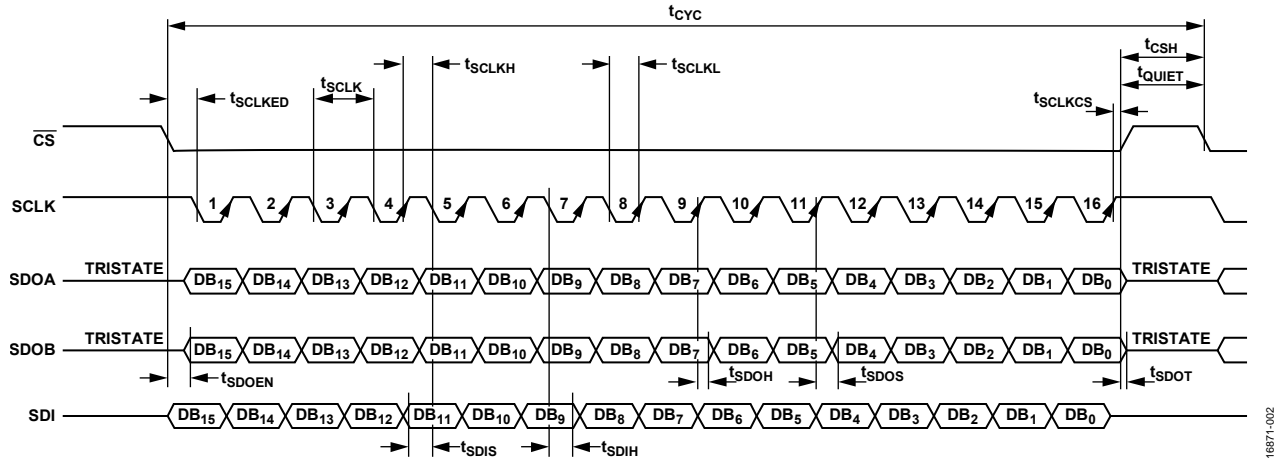 tCYC
tCSH
tSCLKH tSCLKL
tSCLK tQUIET
tSCLKED tSCLKCS
CS
SCLK 1 2 3 4 5 6 7 8 9 10 11 12 13 14 15 16
TRISTATE TRISTATE
SDOA DB15 DB14 DB13 DB12 DB11 DB10 DB9 DB8 DB7 DB6 DB5 DB4 DB3 DB2 DB1 DB0
TRISTATE TRISTATE
SDOB DB15 DB14 DB13 DB12 DB11 DB10 DB9 DB8 DB7 DB6 DB5 DB4 DB3 DB2 DB1 DB0
tSDOEN tSDOH tSDOS tSDOT
SDI DB15 DB14 DB13 DB12 DB11 DB10 DB9 DB8 DB7 DB6 DB5 DB4 DB3 DB2 DB1 DB0
tSDIS tSDIH
16871-002